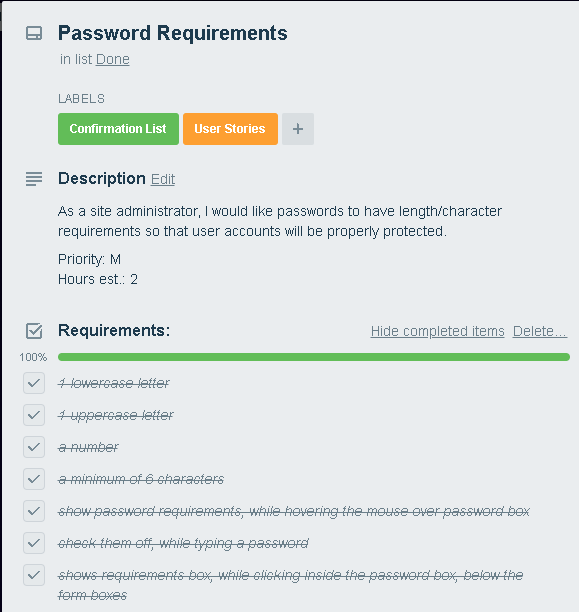 Password Requirements
in list Done
LABELS
Confirmation List User Stories +
Description Edit
As a site administrator, I would like passwords to have length/character
requirements so that user accounts will be properly protected.
Priority: M
Hours est.: 2
Requirements: Hide completed items Delete...
100%
1 lowercase letter
1 uppercase letter
a number
a minimum of 6 characters
show password requirements, while hovering the mouse over password box
check them off, while typing a password
shows requirements box, while clicking inside the password box, below the
form boxes